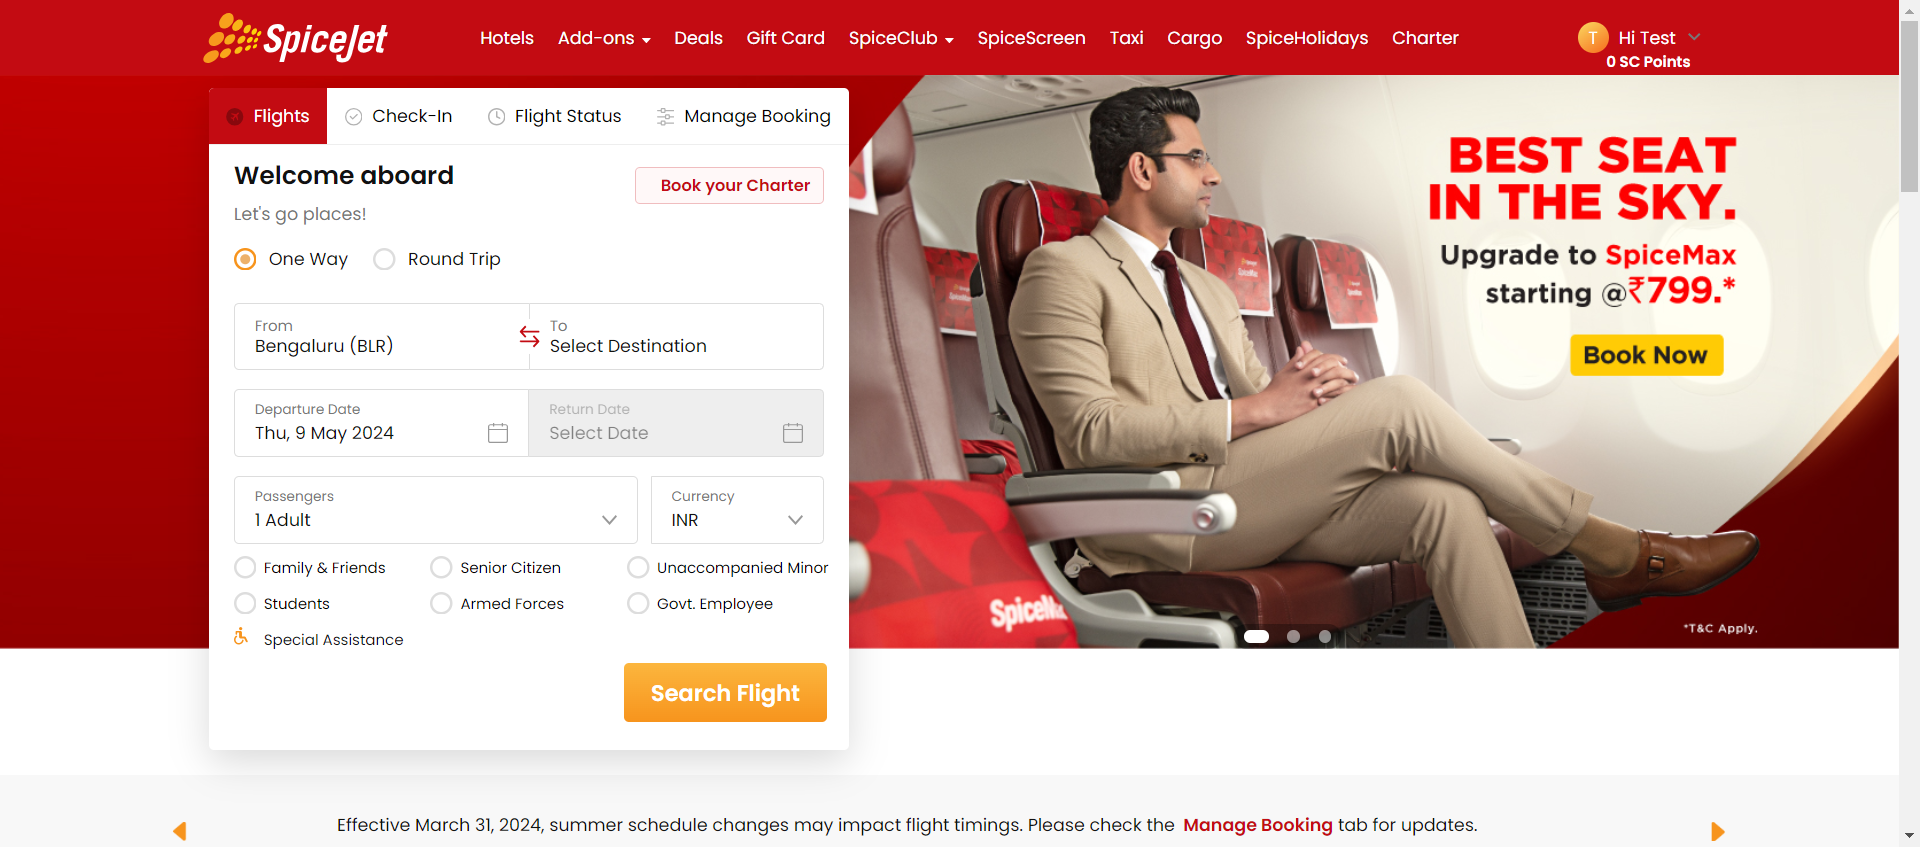 SpiceJet
Hotels
Add-ons
Deals
Gift Card
SpiceClub
SpiceScreen
Taxi
Cargo
SpiceHolidays
Charter
T
Hi Test
0 SC Points
Flights
Check-In
Flight Status
Manage Booking
Welcome aboard
Book your Charter
Let's go places!
One Way
Round Trip
From
Bengaluru (BLR)
To
Select Destination
Departure Date
Thu, 9 May 2024
Return Date
Select Date
Passengers
1 Adult
Currency
INR
Family & Friends
Senior Citizen
Unaccompanied Minor
Students
Armed Forces
Govt. Employee
Special Assistance
Search Flight
BEST SEAT
IN THE SKY.
Upgrade to SpiceMax
starting @₹799.*
Book Now
SpiceMax
*T&C Apply.
Effective March 31, 2024, summer schedule changes may impact flight timings. Please check the Manage Booking tab for updates.